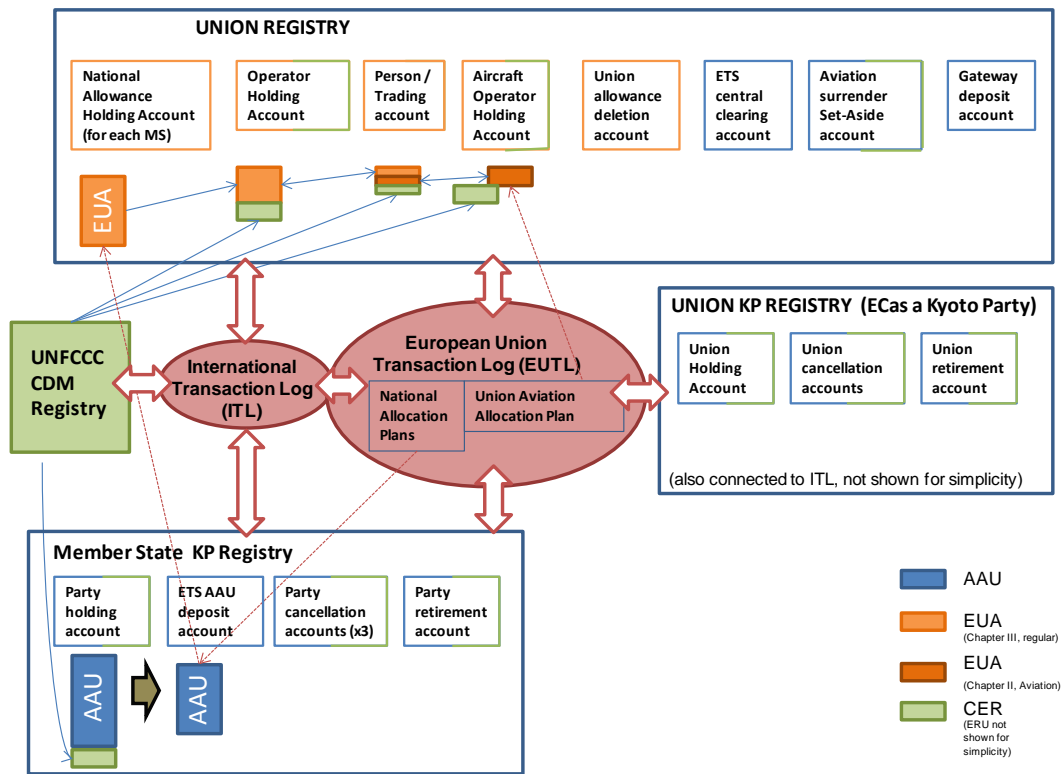 UNION REGISTRY
National
Allowance
Holding Account
(for each MS)
Operator
Holding
Account
Person /
Trading
account
Aircraft
Operator
Holding
Account
Union
allowance
deletion
account
ETS
central
clearing
account
Aviation
surrender
Set-Aside
account
Gateway
deposit
account
EUA
UNFCCC
CDM
Registry
International
Transaction Log
(ITL)
European Union
Transaction Log (EUTL)
National
Allocation
Plans
Union Aviation
Allocation Plan
UNION KP REGISTRY (ECas a Kyoto Party)
Union
Holding
Account
Union
cancellation
accounts
Union
retirement
account
(also connected to ITL, not shown for simplicity)
Member State KP Registry
Party
holding
account
ETS AAU
deposit
account
Party
cancellation
accounts (x3)
Party
retirement
account
AAU
AAU
AAU
EUA
(Chapter III, regular)
EUA
(Chapter II, Aviation)
CER
(ERU not
shown for
simplicity)